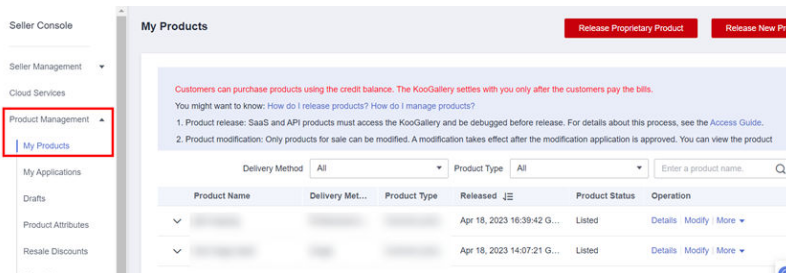 Seller Console
My Products
Release Proprietary Product
Release New Pr
Seller Management
Cloud Services
Product Management
My Products
My Applications
Drafts
Product Attributes
Resale Discounts
Customers can purchase products using the credit balance. The KooGallery settles with you only after the customers pay the bills.
You might want to know: How do I release products? How do I manage products?
1. Product release: SaaS and API products must access the KooGallery and be debugged before release. For details about this process, see the Access Guide.
2. Product modification: Only products for sale can be modified. A modification takes effect after the modification application is approved. You can view the product
Delivery Method All Product Type All Enter a product name.
Product Name Delivery Met... Product Type Released Product Status Operation
Apr 18, 2023 16:39:42 G... Listed Details Modify More
Apr 18, 2023 14:07:21 G... Listed Details Modify More